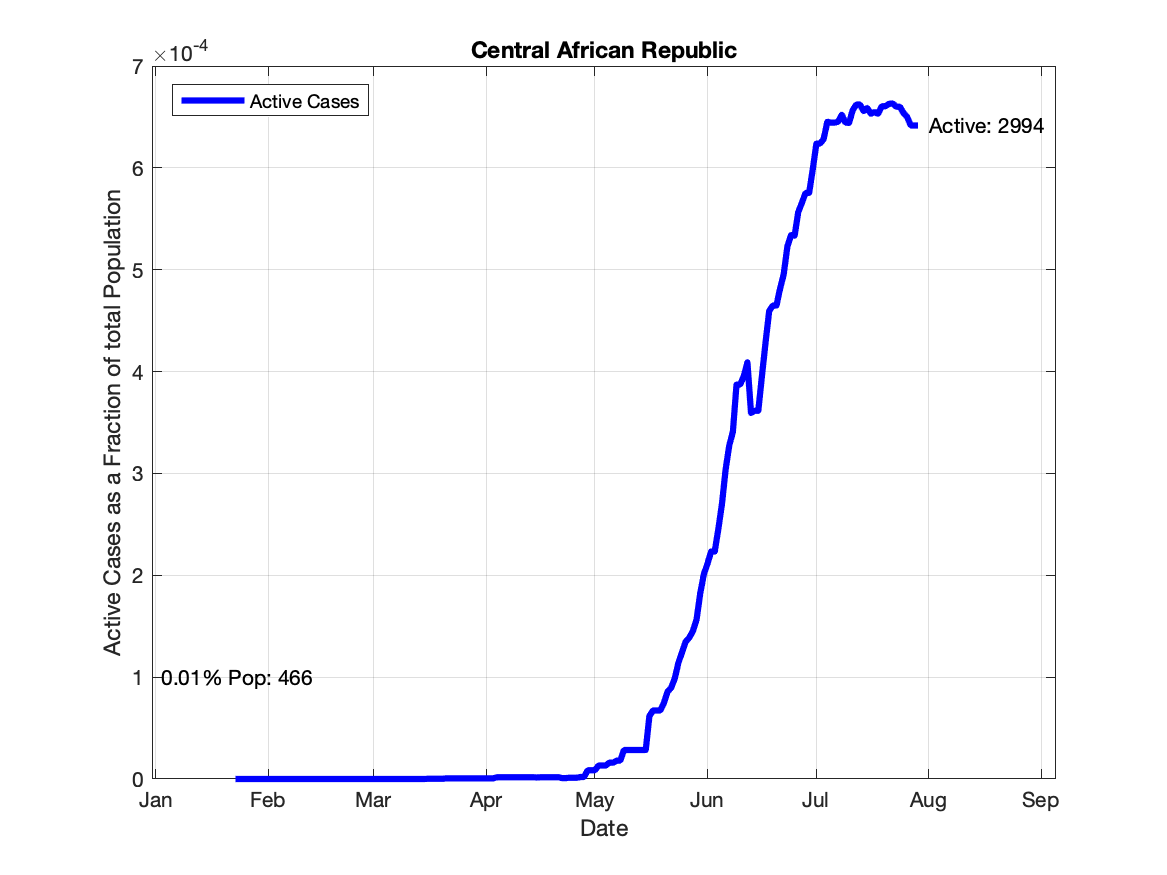 Central African Republic
×10-4
Active Cases
7
6
5
4
3
2
1
0
Active: 2994
0.01% Pop: 466
Active Cases as a Fraction of total Population
Jan Feb Mar Apr May Jun Jul Aug Sep
Date